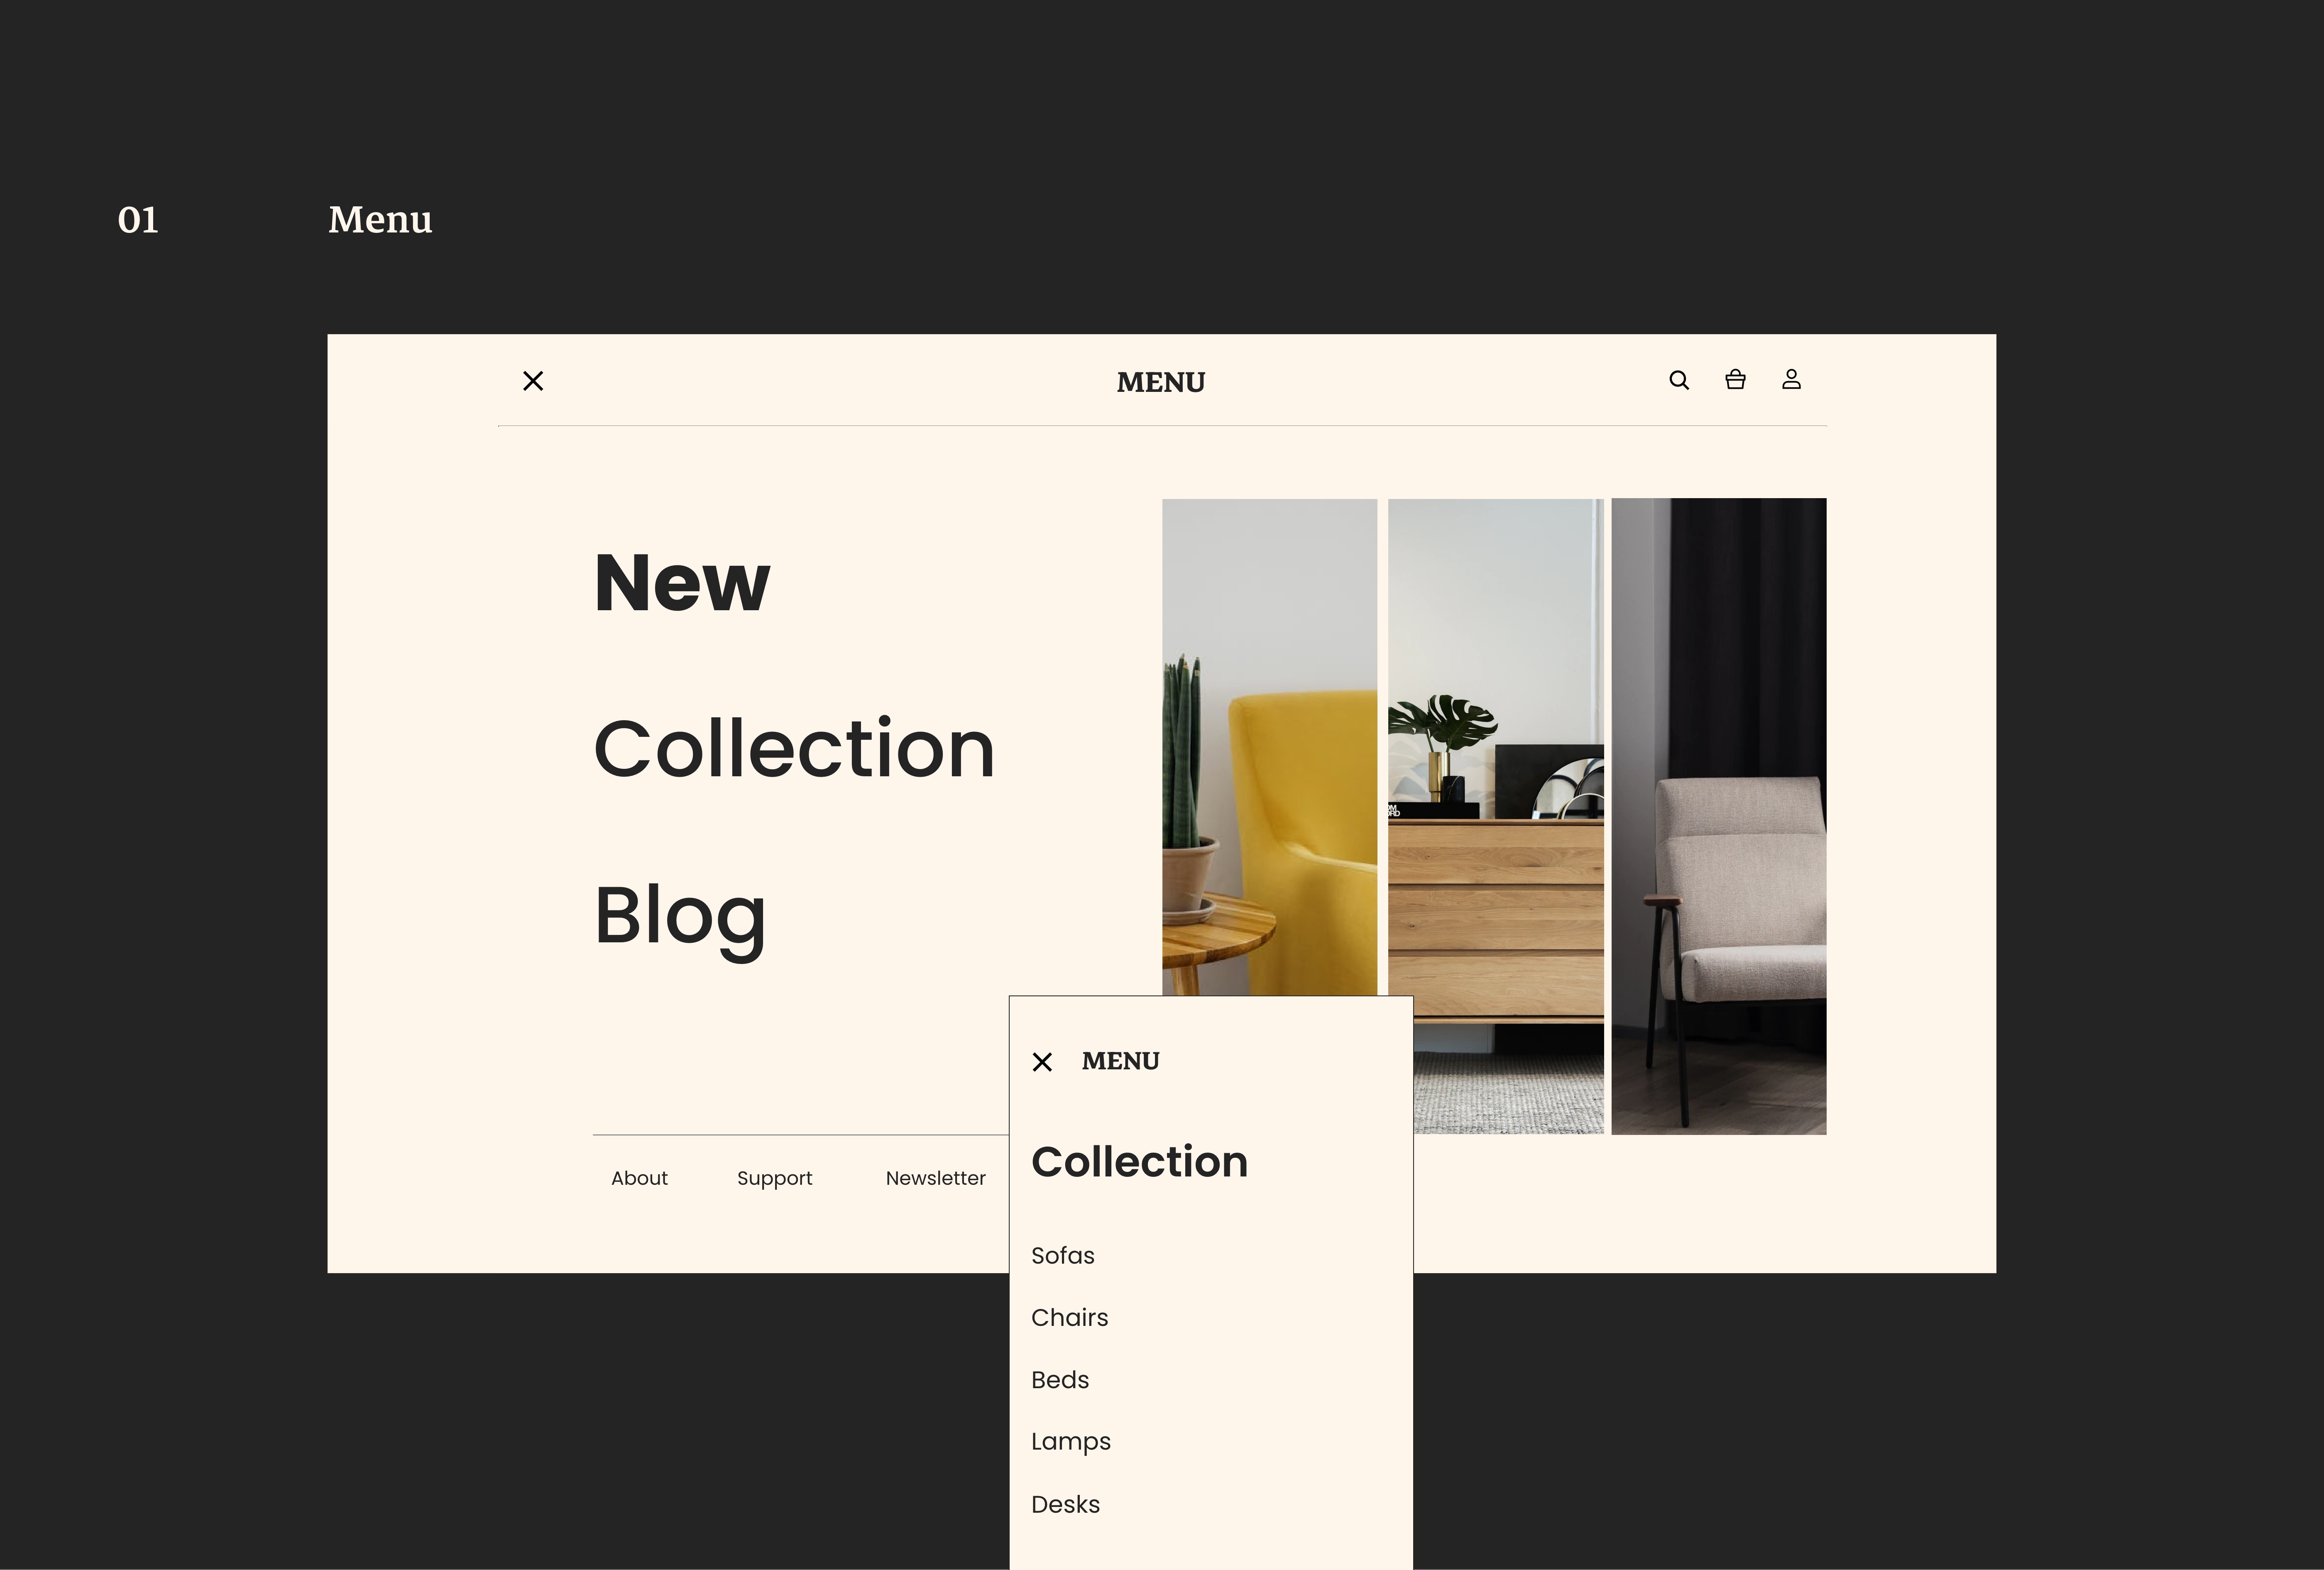 01
Menu
MENU
New
Collection
Blog
About
Support
Newsletter
MENU
Collection
Sofas
Chairs
Beds
Lamps
Desks